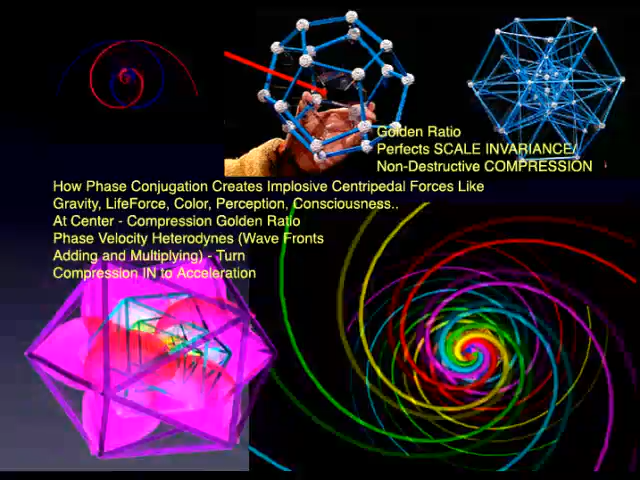 Golden Ratio
Perfects SCALE INVARIANCE/
Non-Destructive COMPRESSION
How Phase Conjugation Creates Implosive Centripedal Forces Like
Gravity, LifeForce, Color, Perception, Consciousness..
At Center - Compression Golden Ratio
Phase Velocity Heterodynes (Wave Fronts
Adding and Multiplying) - Turn
Compression IN to Acceleration